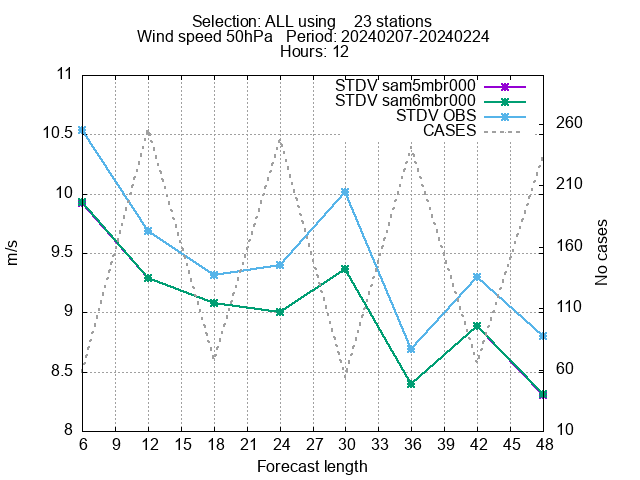 Selection: ALL using 23 stations
Wind speed 50hPa Period: 20240207-20240224
Hours: 12
STDV sam5mbr000
STDV sam6mbr000
STDV OBS
CASES
m/s
11
10.5
10
9.5
9
8.5
8
No cases
260
210
160
110
60
10
6 9 12 15 18 21 24 27 30 33 36 39 42 45 48
Forecast length